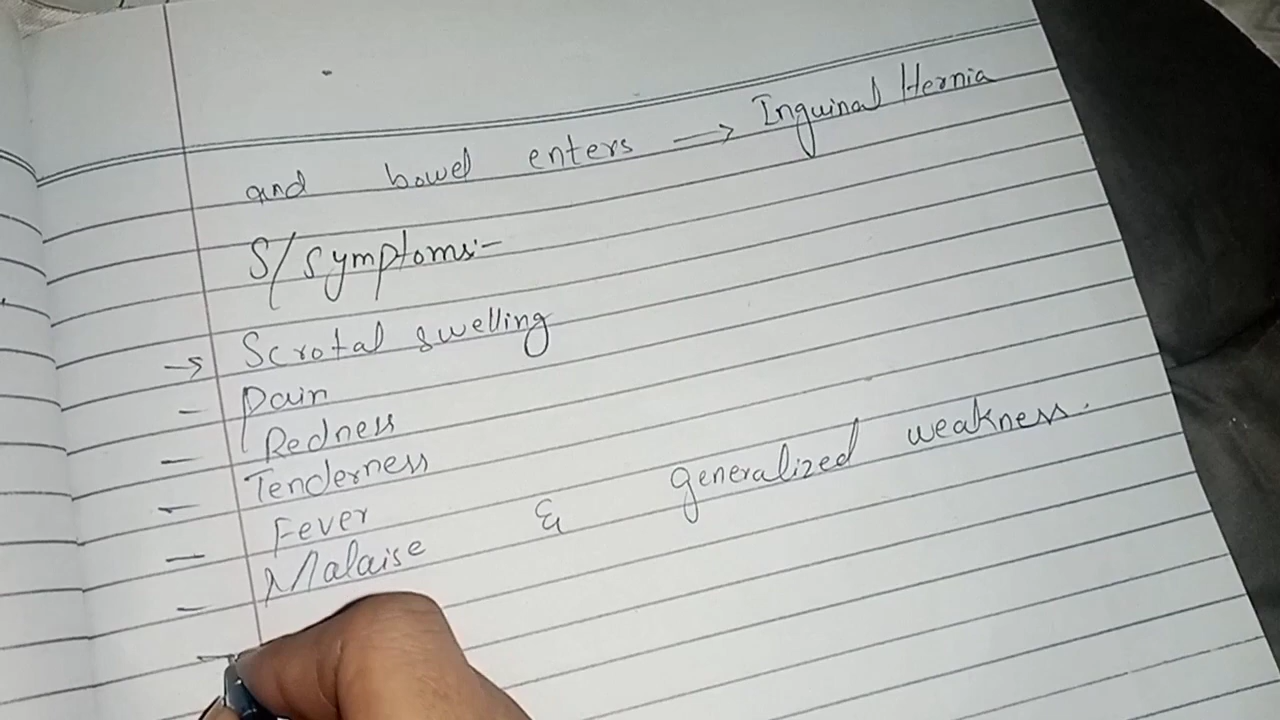 and bowel enters → Inguinal Hernia
S/Symptoms:-
→ Scrotal swelling
- Pain
- Redness
- Tenderness
- Fever
- Malaise & generalized weakness.
-